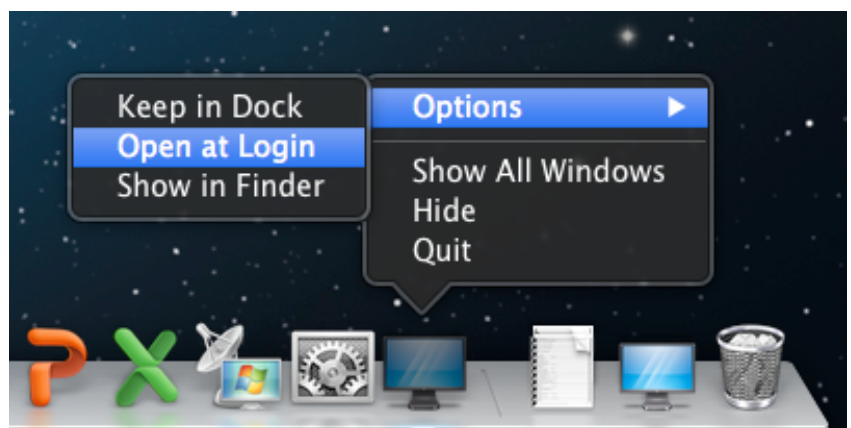 Keep in Dock
Open at Login
Show in Finder
Options
Show All Windows
Hide
Quit